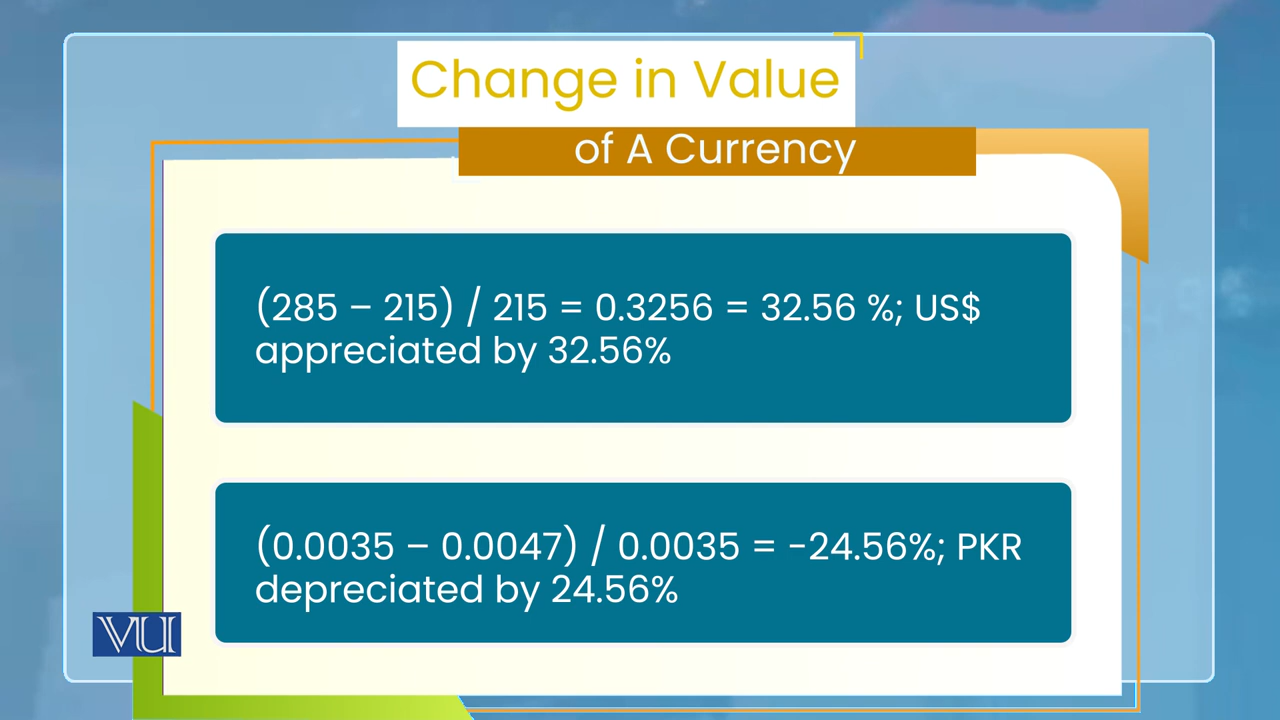 Change in Value
of A Currency
(285 – 215) / 215 = 0.3256 = 32.56 %; US$
appreciated by 32.56%
(0.0035 – 0.0047) / 0.0035 = -24.56%; PKR
depreciated by 24.56%
VU